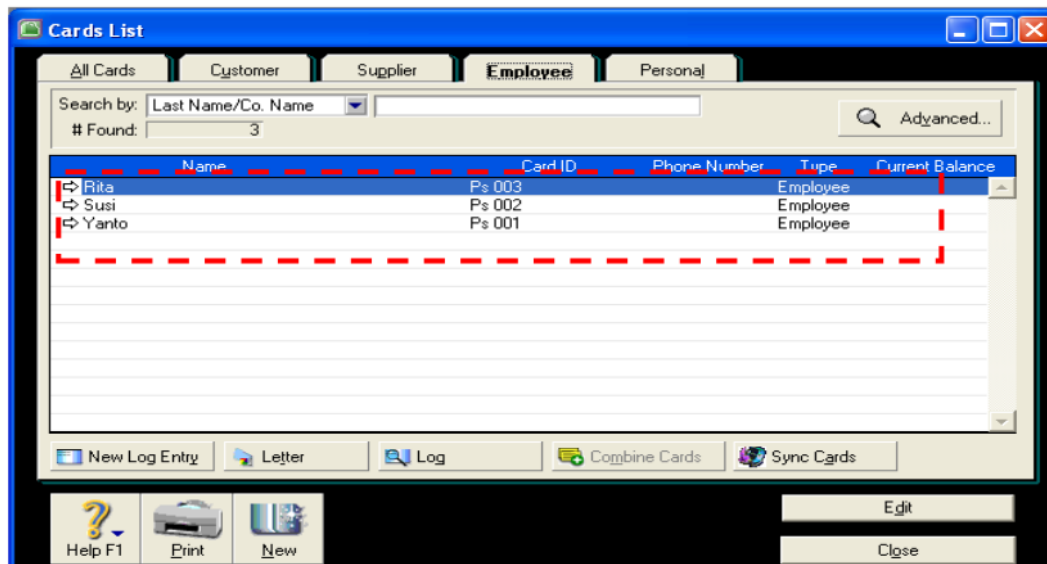 Cards List
All Cards Customer Supplier Employee Personal
Search by: Last Name/Co. Name
Advanced...
# Found: 3
Name Card ID Phone Number Type Current Balance
Rita Ps 003 Employee
Susi Ps 002 Employee
Yanto Ps 001 Employee
New Log Entry Letter Log Combine Cards Sync Cards
Edit
Help F1 Print New Close